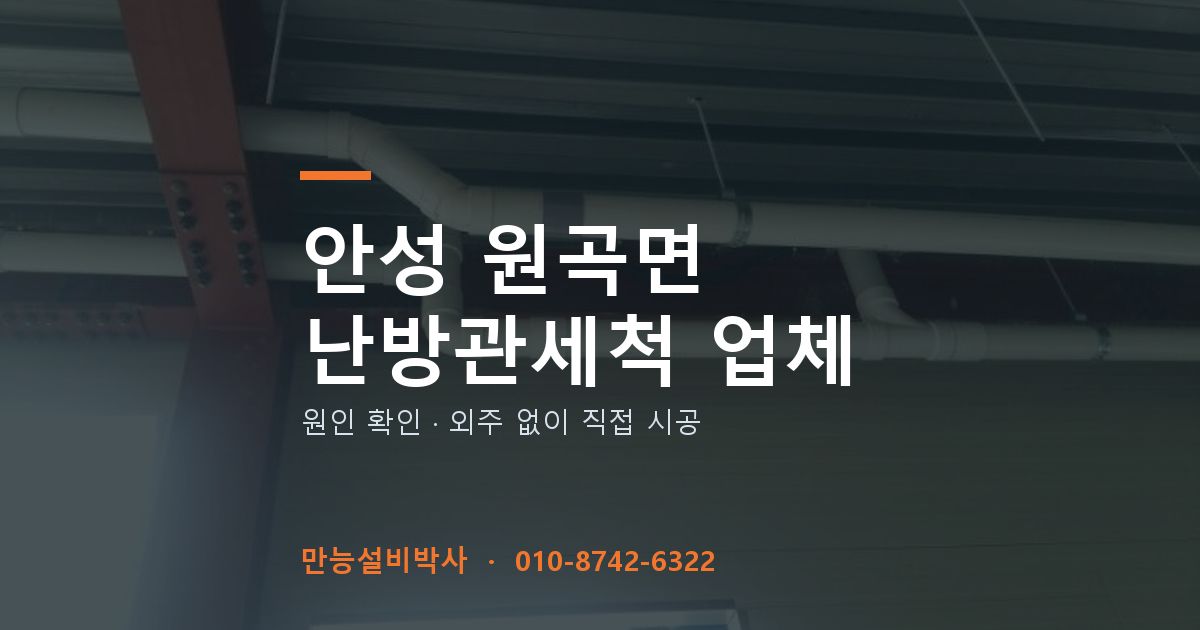 안성 원곡면
난방관세척 업체
원인 확인 · 외주 없이 직접 시공
만능설비박사 · 010-8742-6322